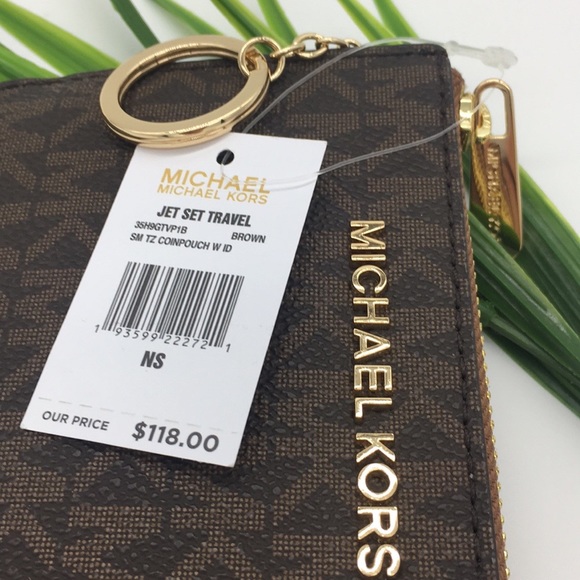 MICHAEL
MICHAEL KORS
JET SET TRAVEL
35H9GTVP1B BROWN
SM TZ COINPOUCH W ID
1 93599 22272 1
NS
OUR PRICE $118.00
MICHAEL KORS